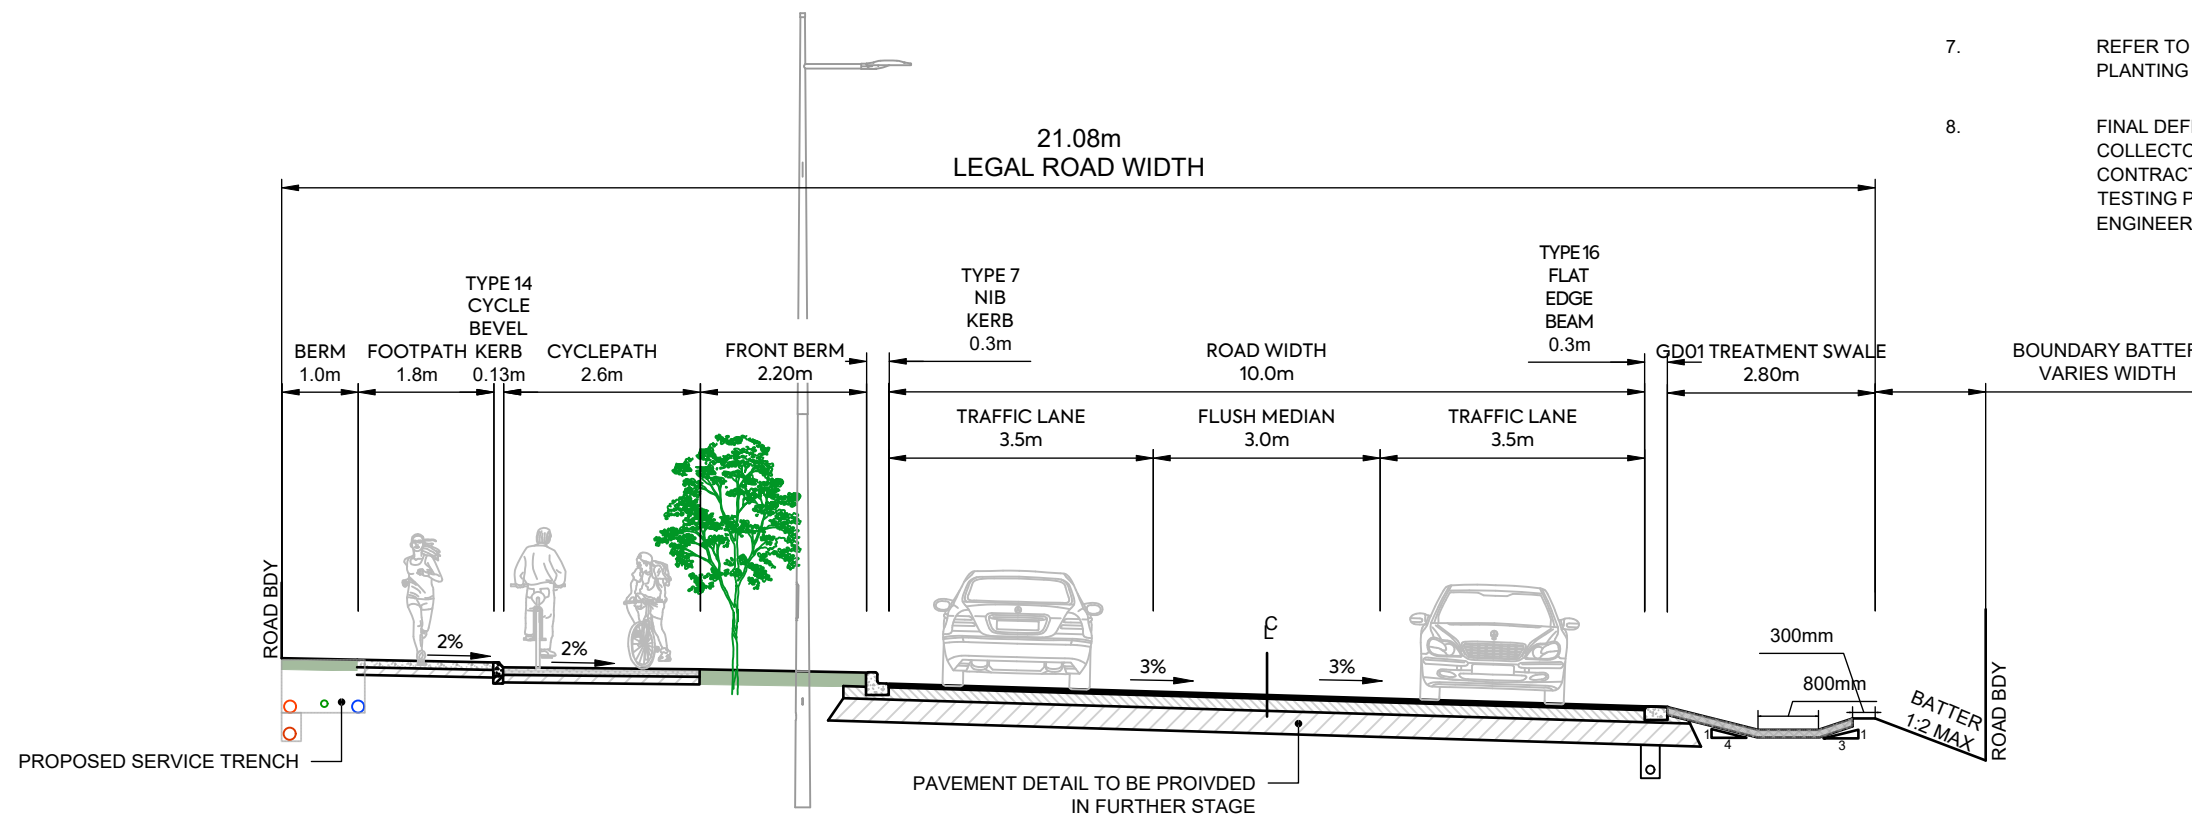 7. REFER TO
PLANTING
8. FINAL DEF
COLLECTO
CONTRACT
TESTING P
ENGINEER
21.08m
LEGAL ROAD WIDTH
BERM
1.0m
FOOTPATH
1.8m
TYPE 14
CYCLE
BEVEL
KERB
0.13m
CYCLEPATH
2.6m
FRONT BERM
2.20m
TYPE 7
NIB
KERB
0.3m
ROAD WIDTH
10.0m
TYPE 16
FLAT
EDGE
BEAM
0.3m
GD01 TREATMENT SWALE
2.80m
BOUNDARY BATTER
VARIES WIDTH
TRAFFIC LANE
3.5m
FLUSH MEDIAN
3.0m
TRAFFIC LANE
3.5m
ROAD BDY
2%
2%
3%
3%
CL
300mm
800mm
1
4
1
3
BATTER
1:2 MAX
ROAD BDY
PROPOSED SERVICE TRENCH
PAVEMENT DETAIL TO BE PROIVDED
IN FURTHER STAGE